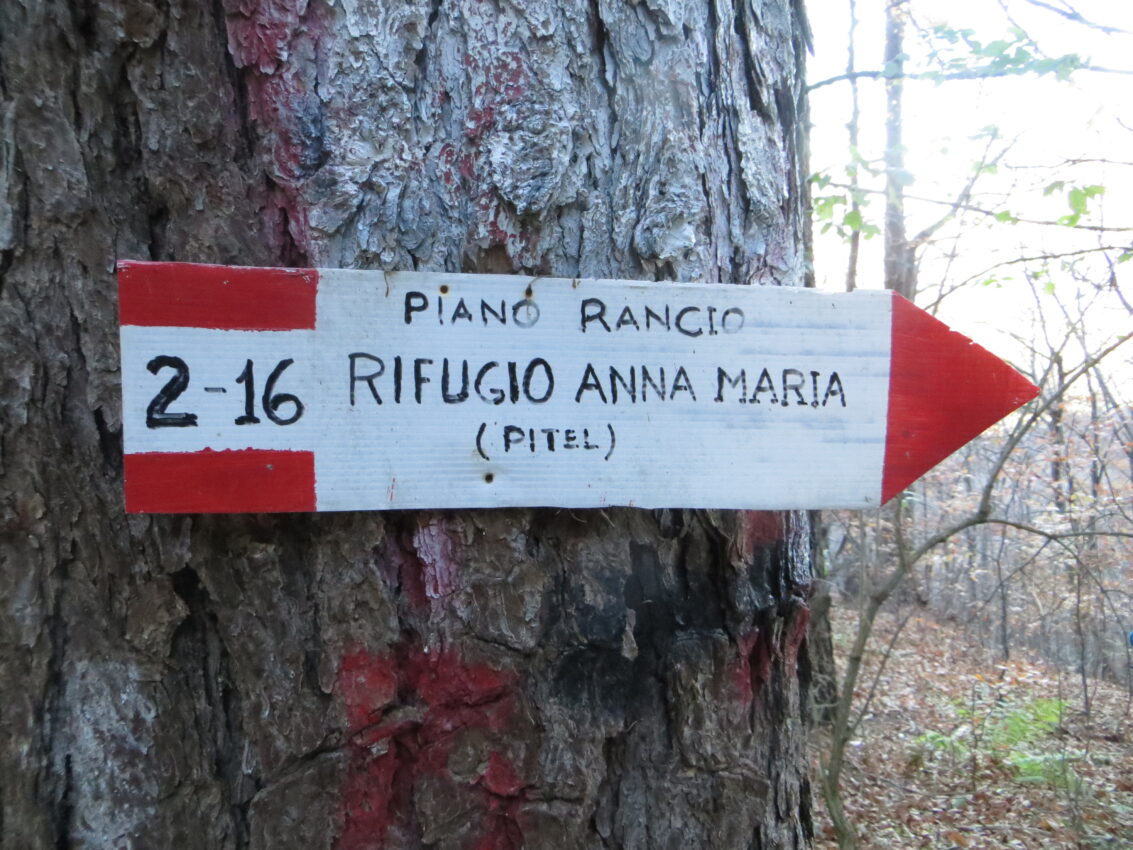 PIANO RANCIO
2-16 RIFUGIO ANNA MARIA
(PITEL)